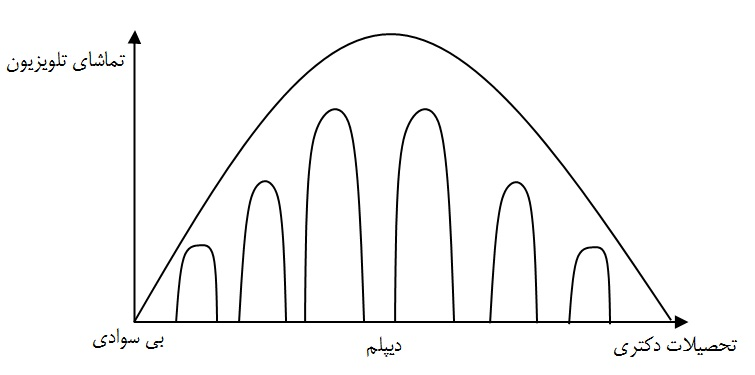 تماشای تلویزیون
بی سوادی
دیپلم
تحصیلات دکتری